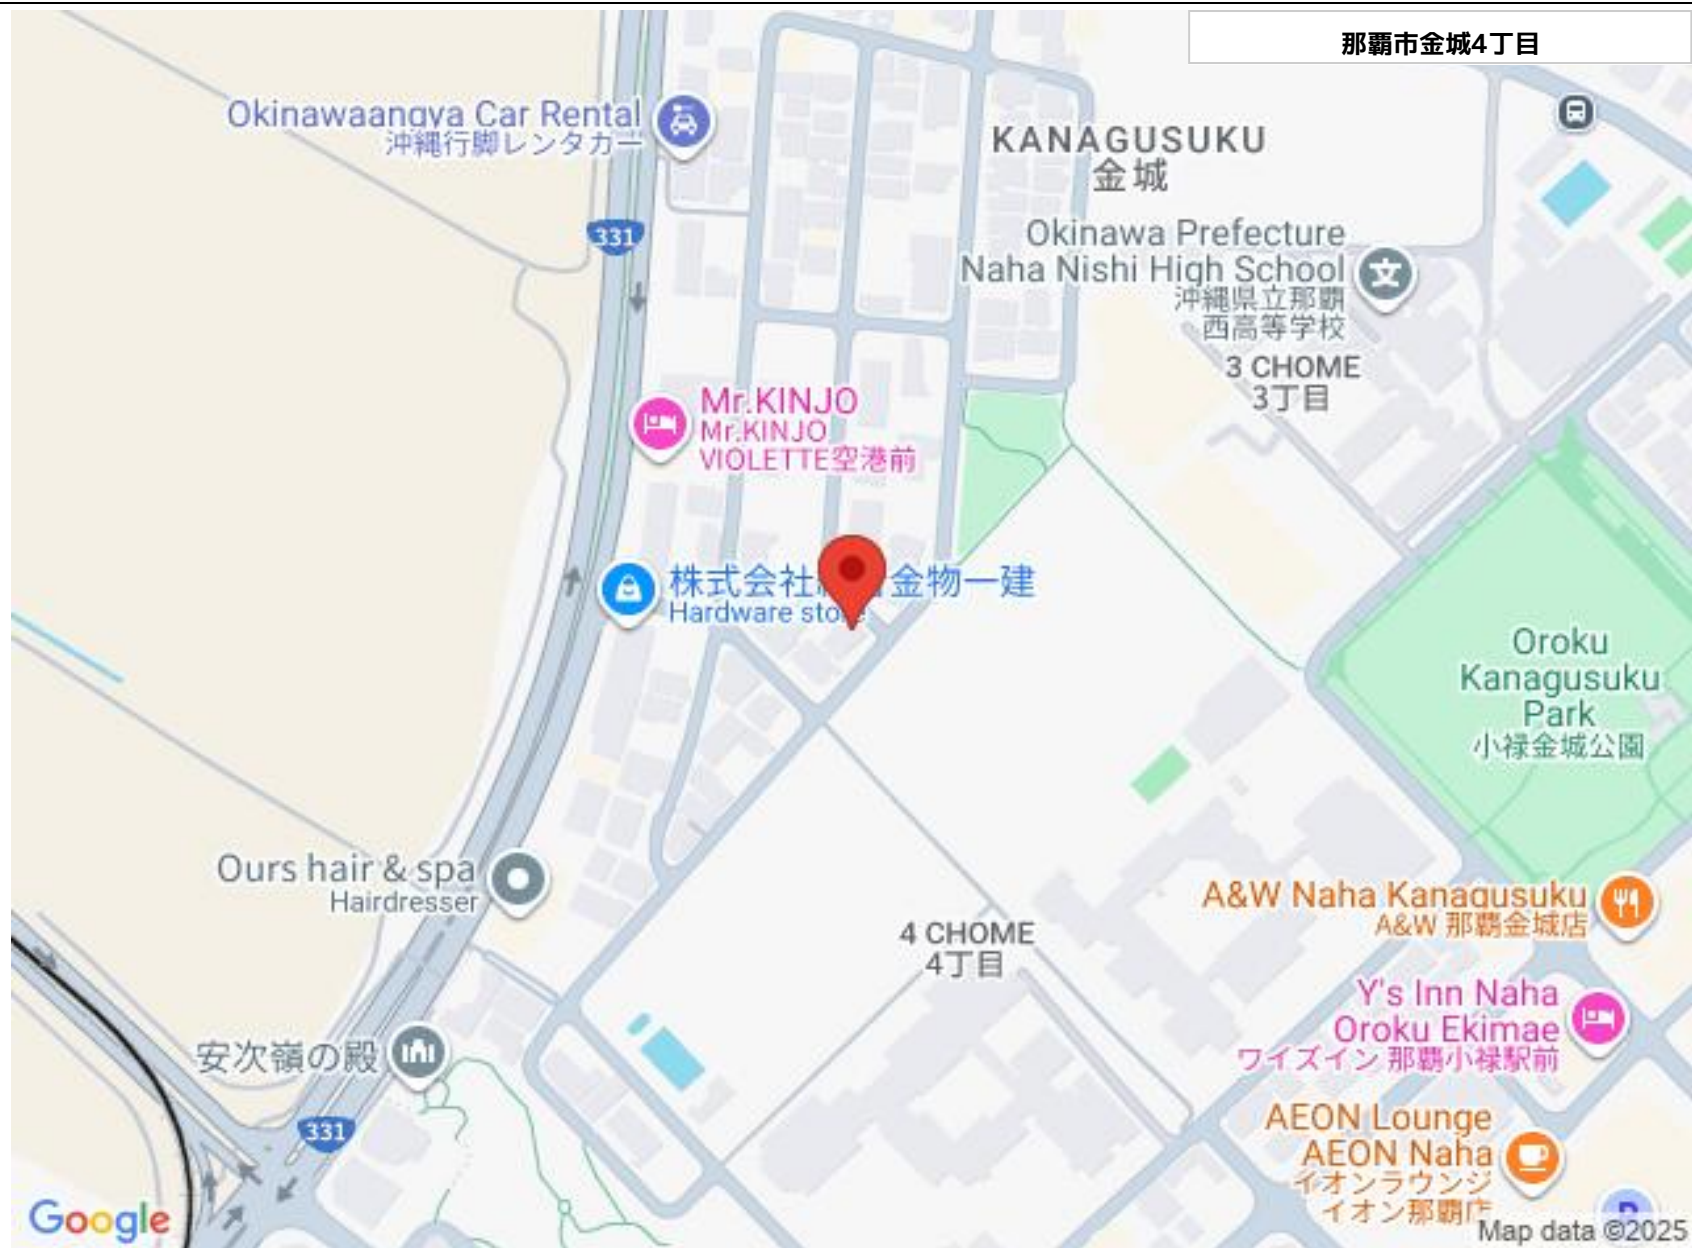 那覇市金城4丁目
Okinawaangya Car Rental
沖縄行脚レンタカー
KANAGUSUKU
金城
331
Okinawa Prefecture
Naha Nishi High School
沖縄県立那覇
西高等学校
3 CHOME
3丁目
Mr.KINJO
Mr.KINJO
VIOLETTE空港前
株式会社 金物一建
Hardware store
Oroku
Kanagusuku
Park
小禄金城公園
Ours hair & spa
Hairdresser
A&W Naha Kanagusuku
A&W 那覇金城店
4 CHOME
4丁目
Y's Inn Naha
Oroku Ekimae
ワイズイン 那覇小禄駅前
安次嶺の殿
331
AEON Lounge
AEON Naha
イオンラウンジ
イオン那覇店
Google
Map data ©2025